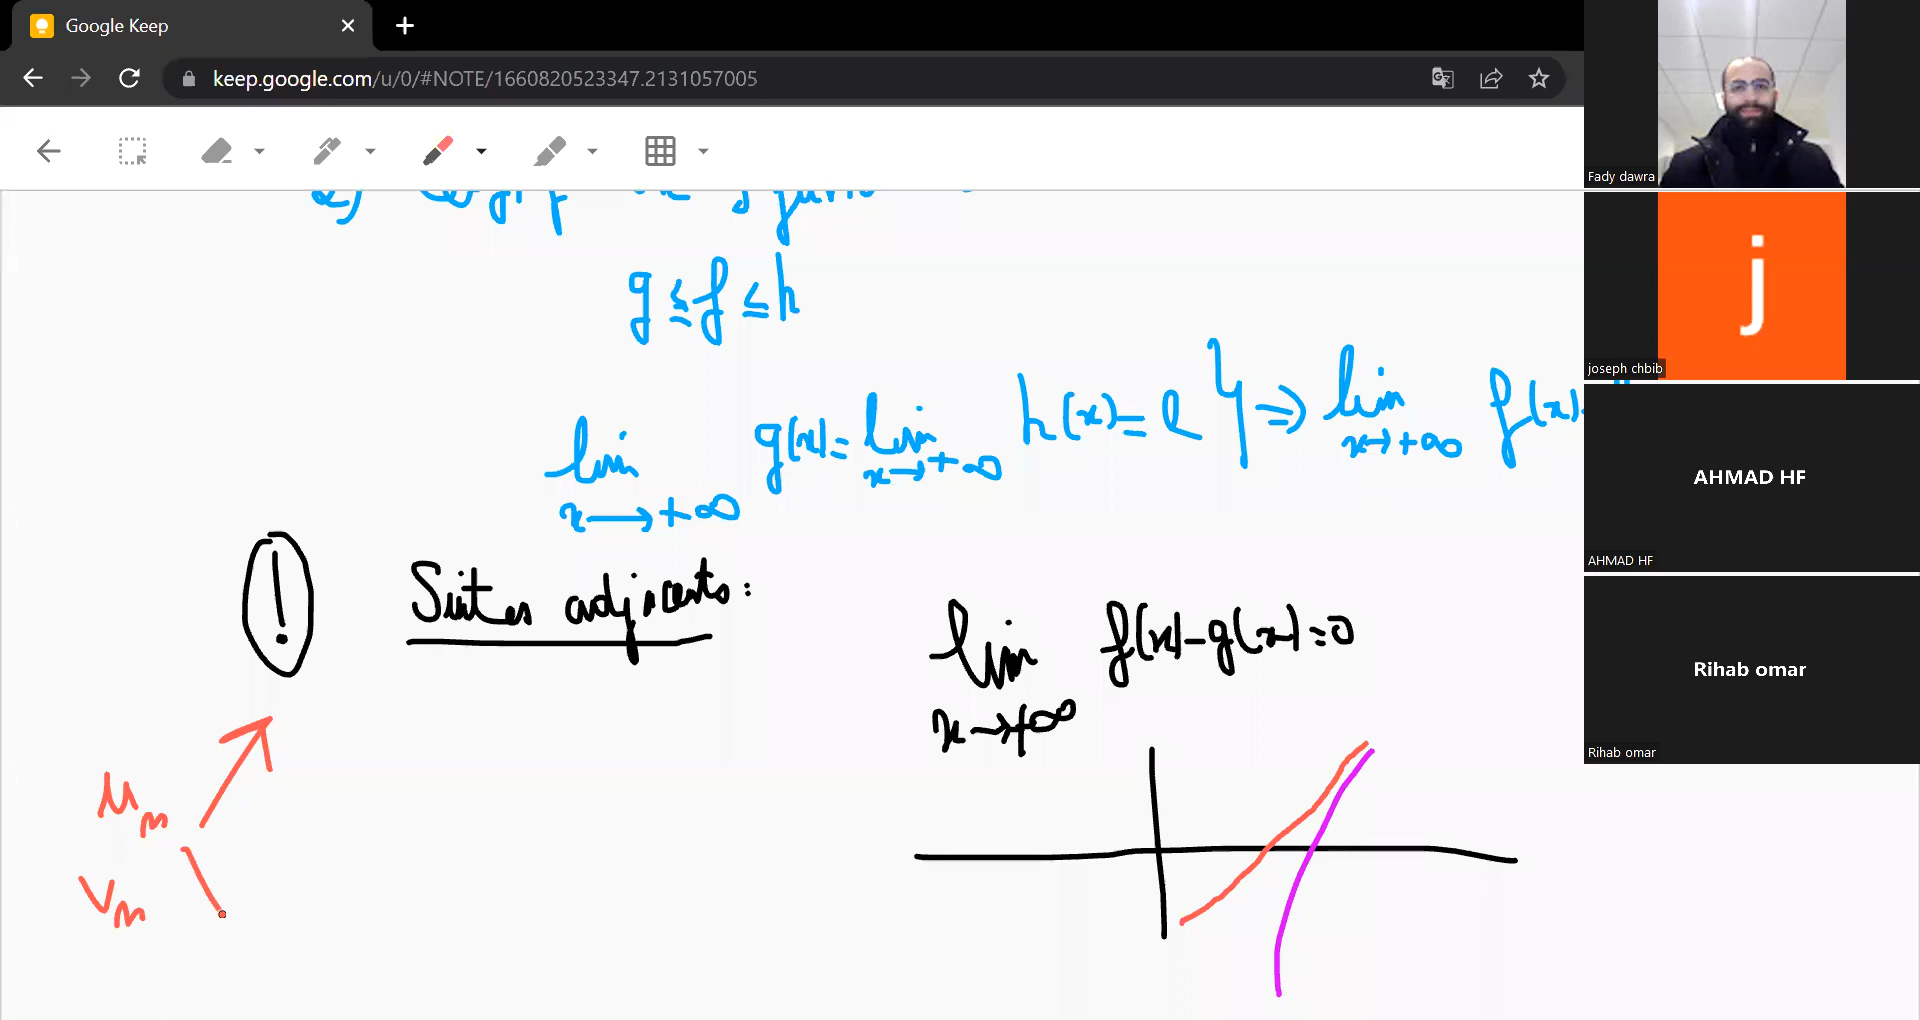 Google Keep
keep.google.com/u/0/#NOTE/1660820523347.2131057005
Fady dawra
j
joseph chbib
AHMAD HF
AHMAD HF
Rihab omar
Rihab omar
g ≤ f ≤ h
lim x→+∞ g(x) = lim x→+∞ h(x) = l } ⇒ lim x→+∞ f(x)
! Suites adjacents:
lim x→+∞ f(x) - g(x) = 0
un
vn